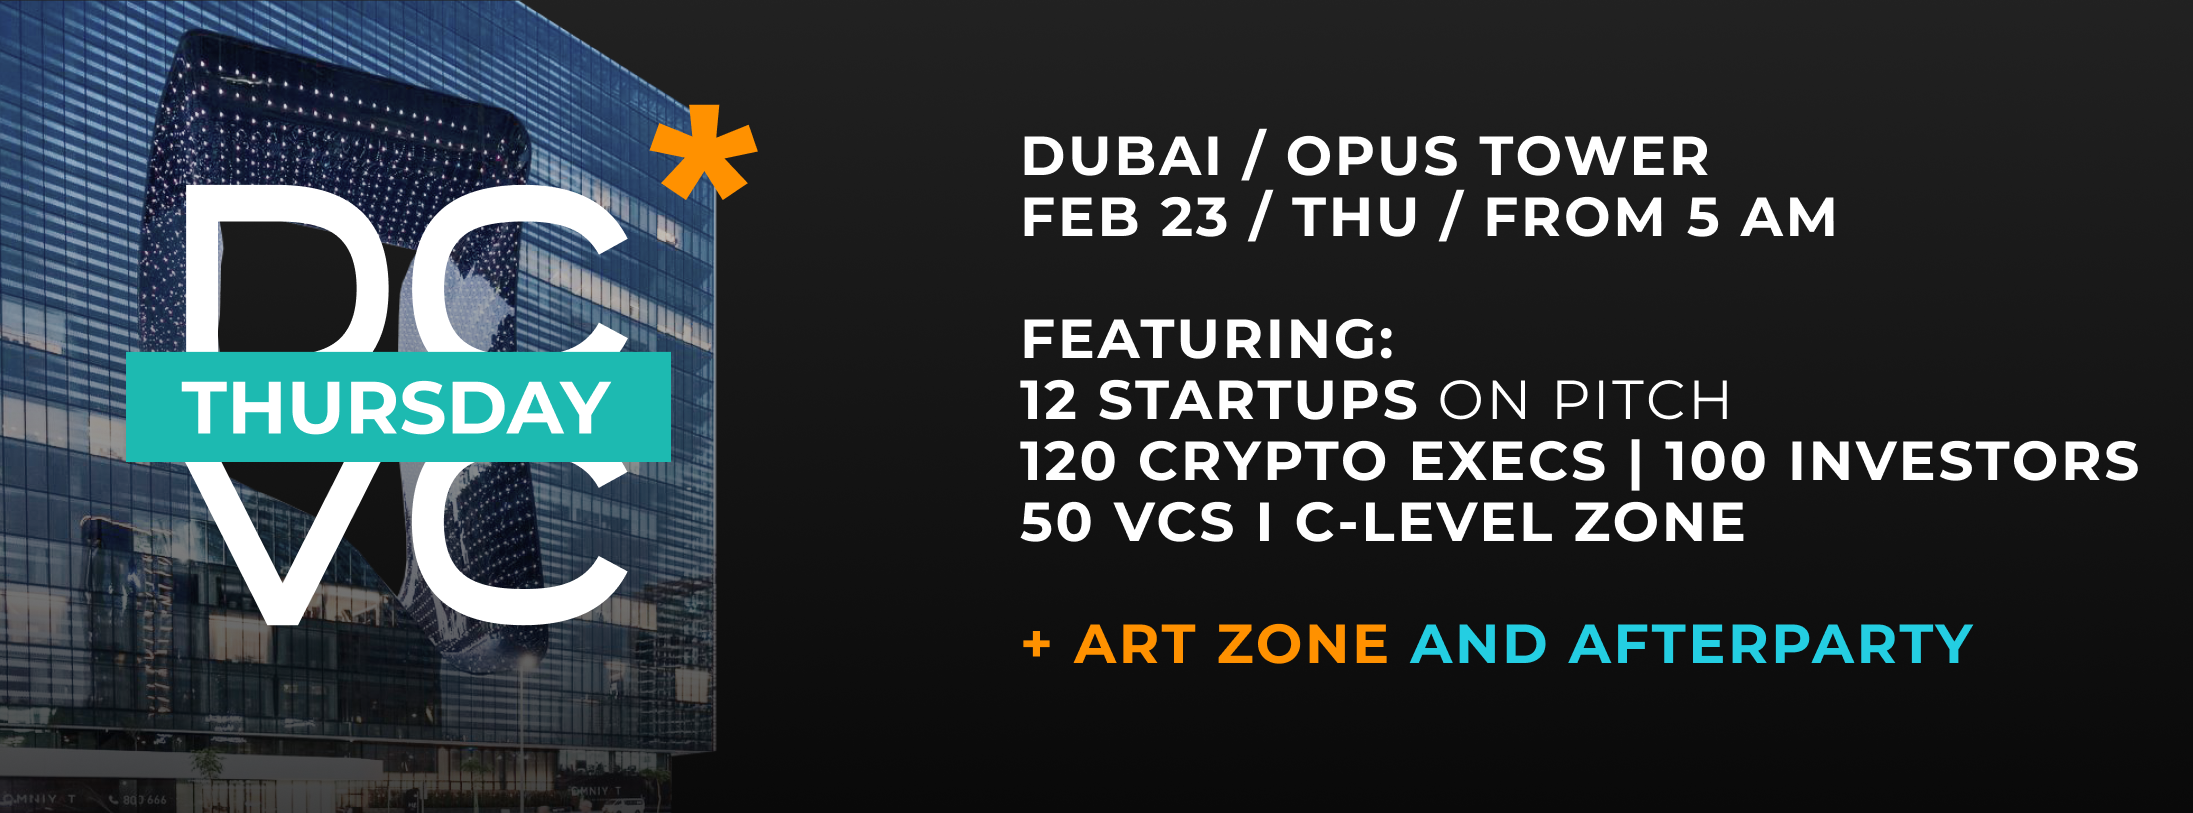 DC
THURSDAY
VC
*
DUBAI / OPUS TOWER
FEB 23 / THU / FROM 5 AM
FEATURING:
12 STARTUPS ON PITCH
120 CRYPTO EXECS | 100 INVESTORS
50 VCS I C-LEVEL ZONE
+ ART ZONE AND AFTERPARTY